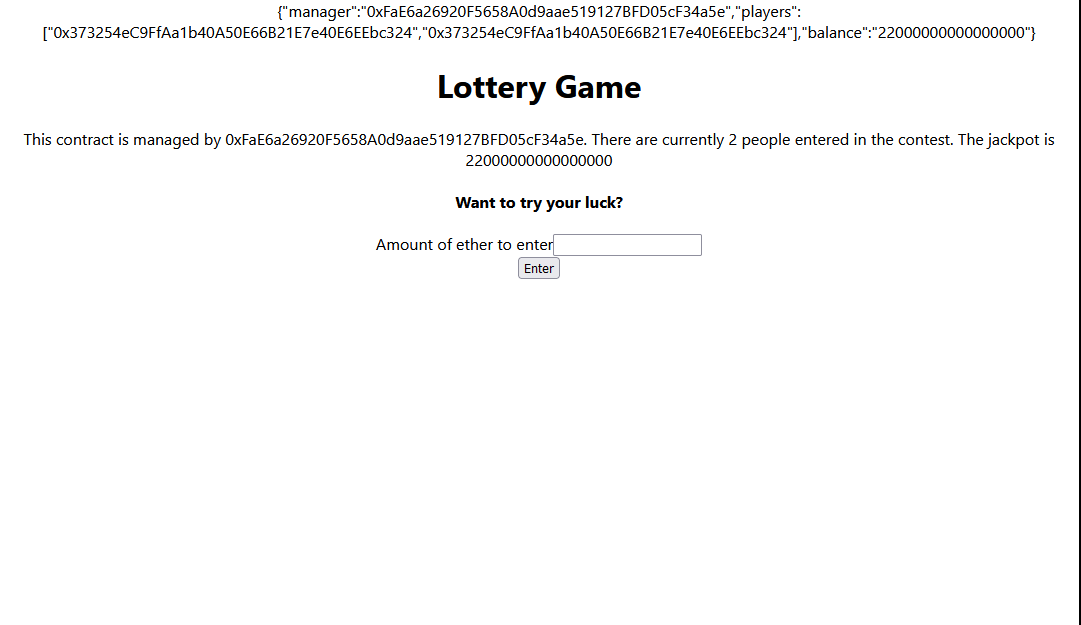 {"manager":"0xFaE6a26920F5658A0d9aae519127BFD05cF34a5e","players":
["0x373254eC9FfAa1b40A50E66B21E7e40E6EEbc324","0x373254eC9FfAa1b40A50E66B21E7e40E6EEbc324"],"balance":"22000000000000000"}
Lottery Game
This contract is managed by 0xFaE6a26920F5658A0d9aae519127BFD05cF34a5e. There are currently 2 people entered in the contest. The jackpot is
22000000000000000
Want to try your luck?
Amount of ether to enter
Enter